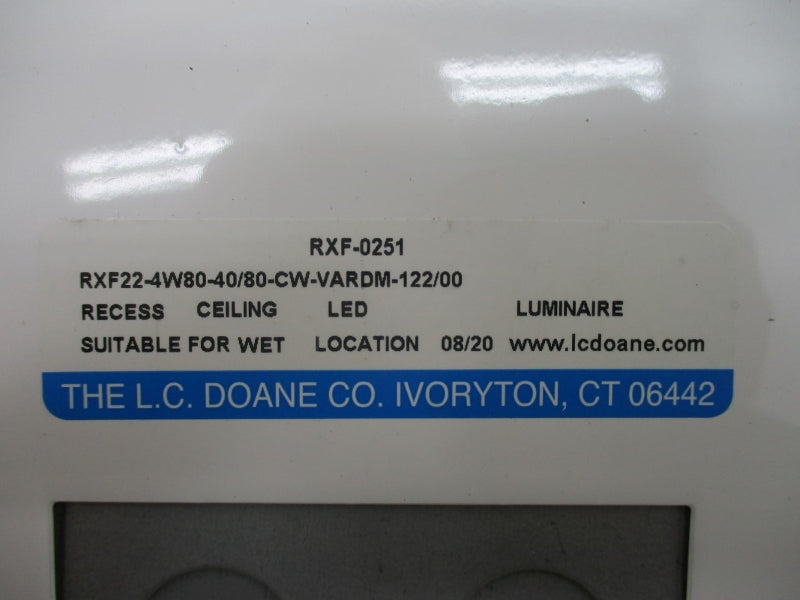 RXF-0251
RXF22-4W80-40/80-CW-VARDM-122/00
RECESS CEILING LED LUMINAIRE
SUITABLE FOR WET LOCATION 08/20 www.lcdoane.com
THE L.C. DOANE CO. IVORYTON, CT 06442